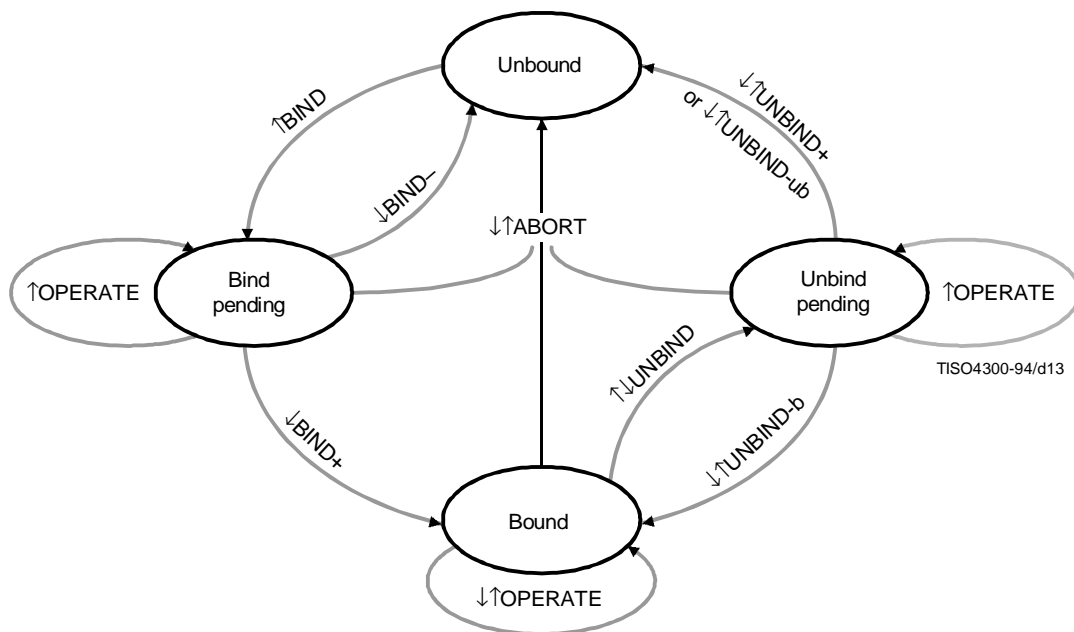 Unbound
↑BIND
↓↑UNBIND+
or ↓↑UNBIND-ub
↓BIND–
↓↑ABORT
↑OPERATE
Bind
pending
Unbind
pending
↑OPERATE
TISO4300-94/d13
↑↓UNBIND
↓BIND+
↓↑UNBIND-b
Bound
↓↑OPERATE